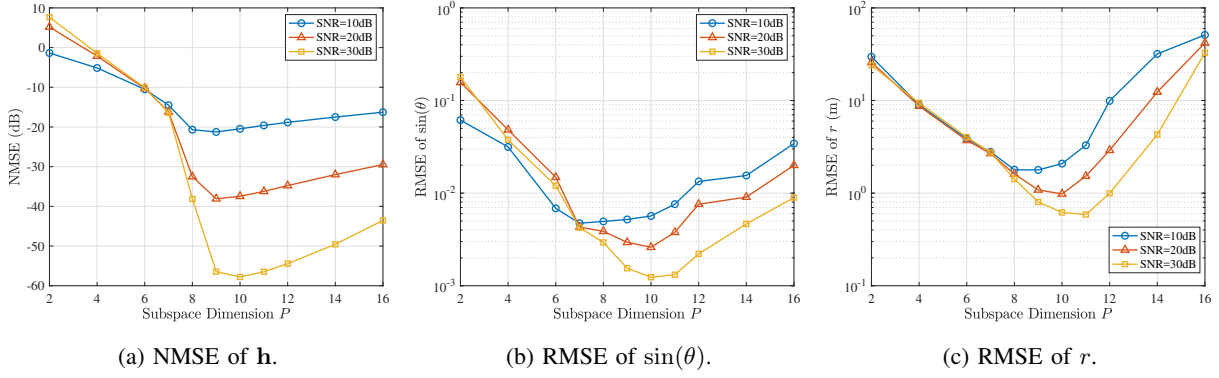 10
0
-10
-20
-30
-40
-50
-60
NMSE (dB)
2 4 6 8 10 12 14 16
Subspace Dimension P
SNR=10dB
SNR=20dB
SNR=30dB
(a) NMSE of h.
10^0
10^-1
10^-2
10^-3
RMSE of sin(θ)
2 4 6 8 10 12 14 16
Subspace Dimension P
SNR=10dB
SNR=20dB
SNR=30dB
(b) RMSE of sin(θ).
10^2
10^1
10^0
10^-1
RMSE of r (m)
2 4 6 8 10 12 14 16
Subspace Dimension P
SNR=10dB
SNR=20dB
SNR=30dB
(c) RMSE of r.